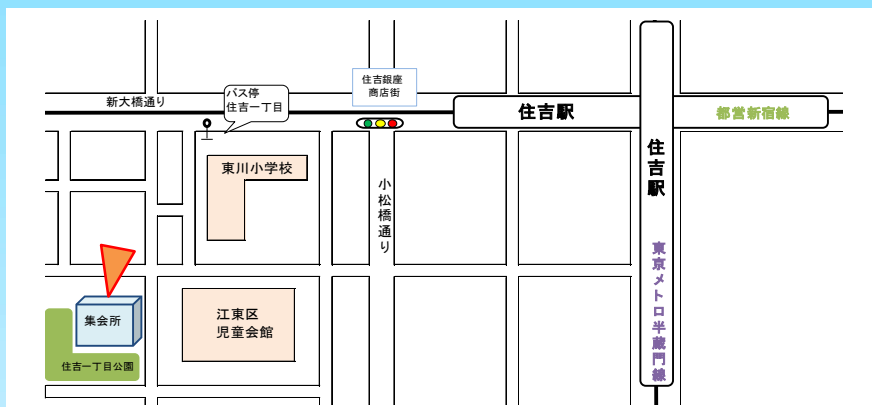 住吉銀座
商店街
バス停
住吉一丁目
新大橋通り
住吉駅
都営新宿線
住吉駅
東川小学校
小松橋通り
東京メトロ半蔵門線
集会所
江東区
児童会館
住吉一丁目公園